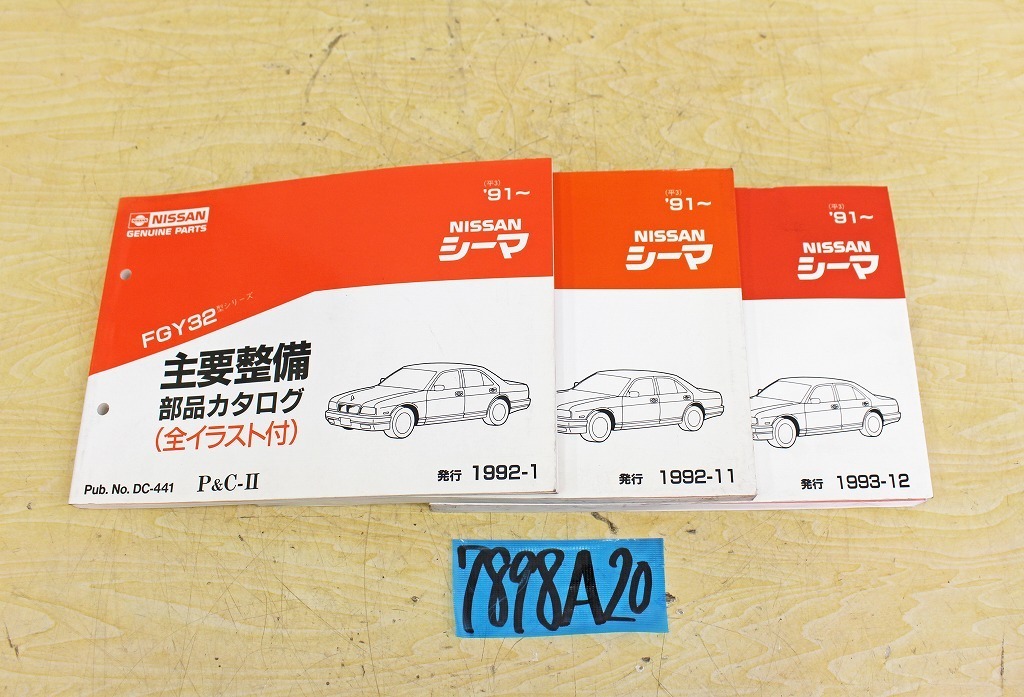 (平3)
'91～
NISSAN
GENUINE PARTS
NISSAN
シーマ
FGY32型シリーズ
主要整備
部品カタログ
(全イラスト付)
Pub. No. DC-441 P&C-II
発行 1992-1
(平3)
'91～
NISSAN
シーマ
発行 1992-11
(平3)
'91～
NISSAN
シーマ
発行 1993-12
7898A20